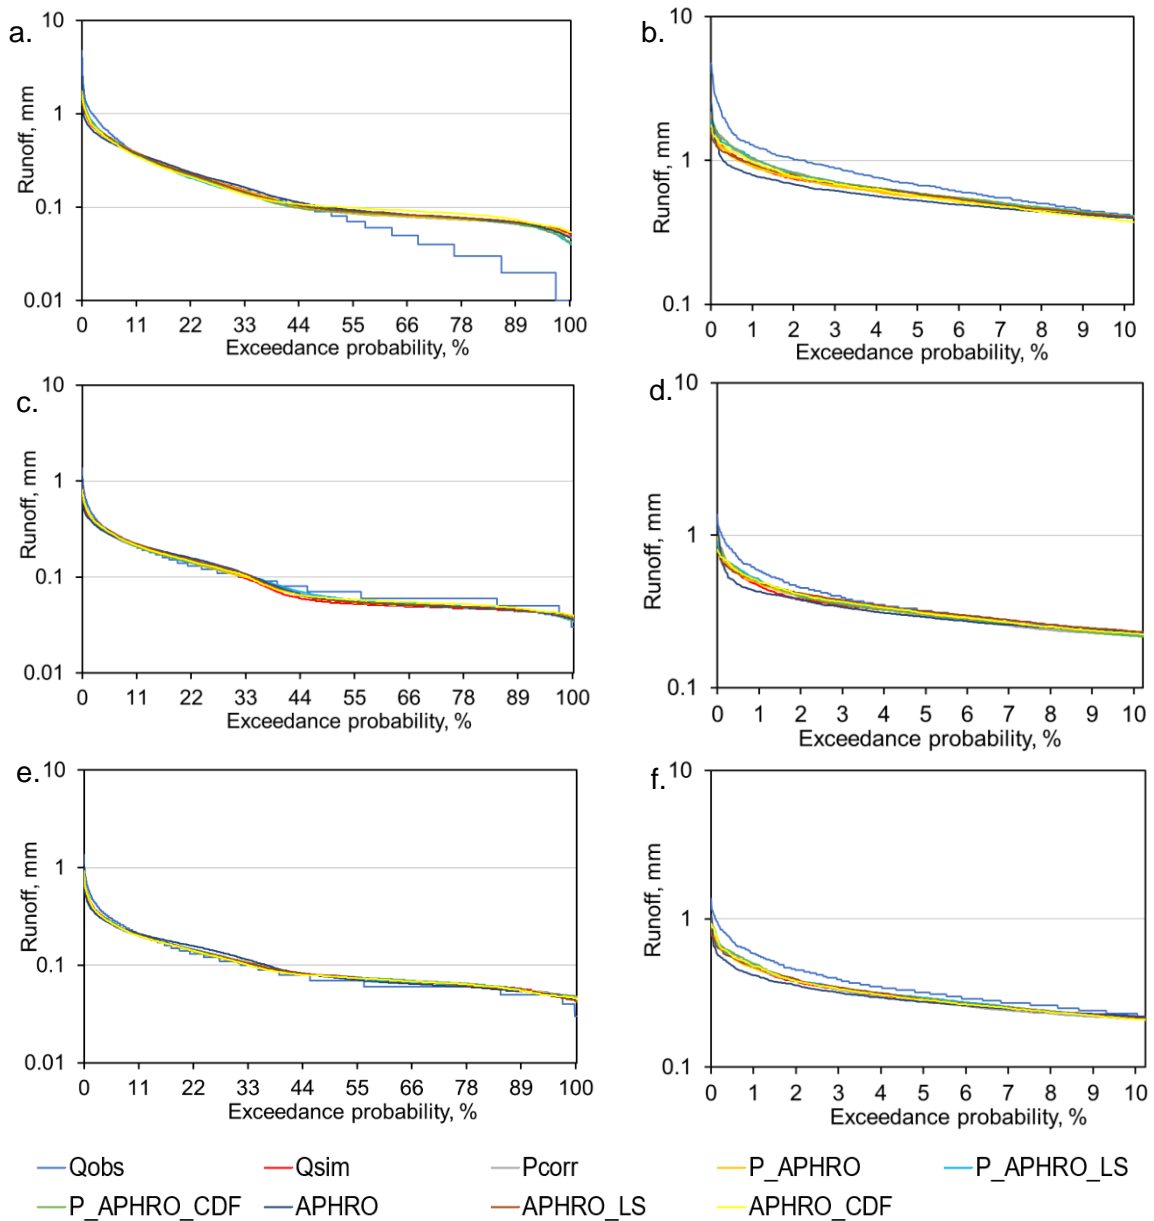 a.
10
1
0.1
0.01
Runoff, mm
0 11 22 33 44 55 66 78 89 100
Exceedance probability, %
b.
10
1
0.1
Runoff, mm
0 1 2 3 4 5 6 7 8 9 10
Exceedance probability, %
c.
10
1
0.1
0.01
Runoff, mm
0 11 22 33 44 55 66 78 89 100
Exceedance probability, %
d.
10
1
0.1
Runoff, mm
0 1 2 3 4 5 6 7 8 9 10
Exceedance probability, %
e.
10
1
0.1
0.01
Runoff, mm
0 11 22 33 44 55 66 78 89 100
Exceedance probability, %
f.
10
1
0.1
Runoff, mm
0 1 2 3 4 5 6 7 8 9 10
Exceedance probability, %
Qobs Qsim Pcorr P_APHRO P_APHRO_LS
P_APHRO_CDF APHRO APHRO_LS APHRO_CDF